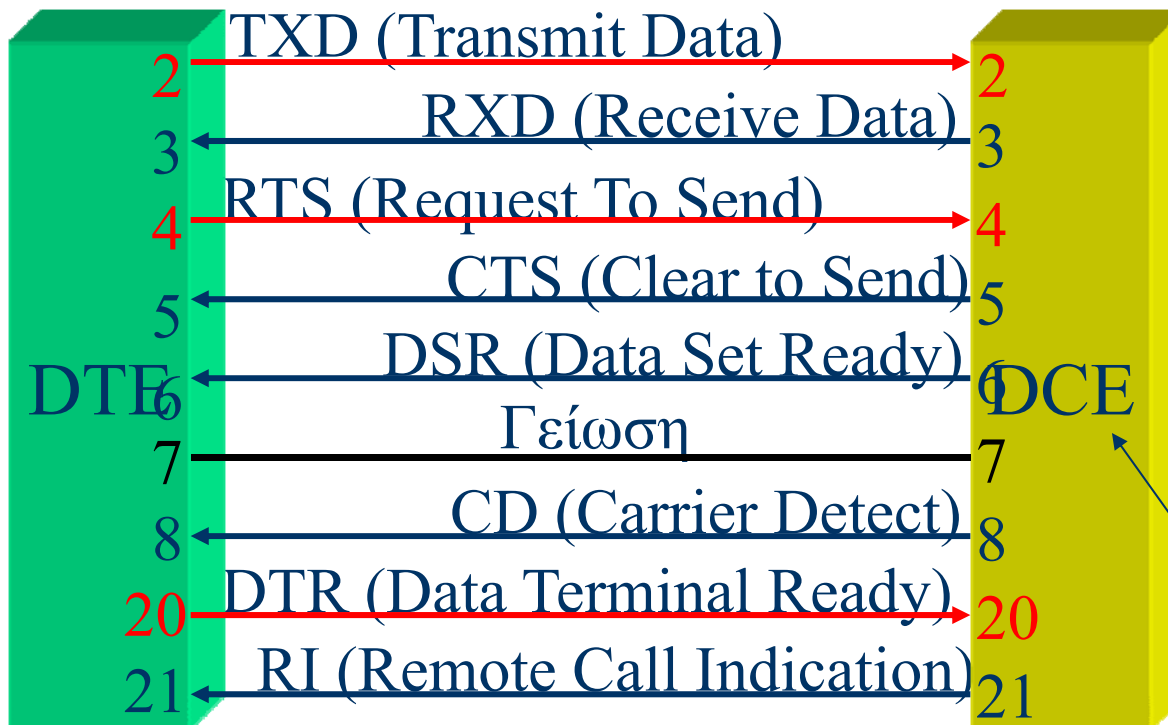 TXD (Transmit Data)
2 2
RXD (Receive Data)
3 3
RTS (Request To Send)
4 4
CTS (Clear to Send)
5 5
DSR (Data Set Ready)
6 6
DTE DCE
Γείωση
7 7
CD (Carrier Detect)
8 8
DTR (Data Terminal Ready)
20 20
RI (Remote Call Indication)
21 21